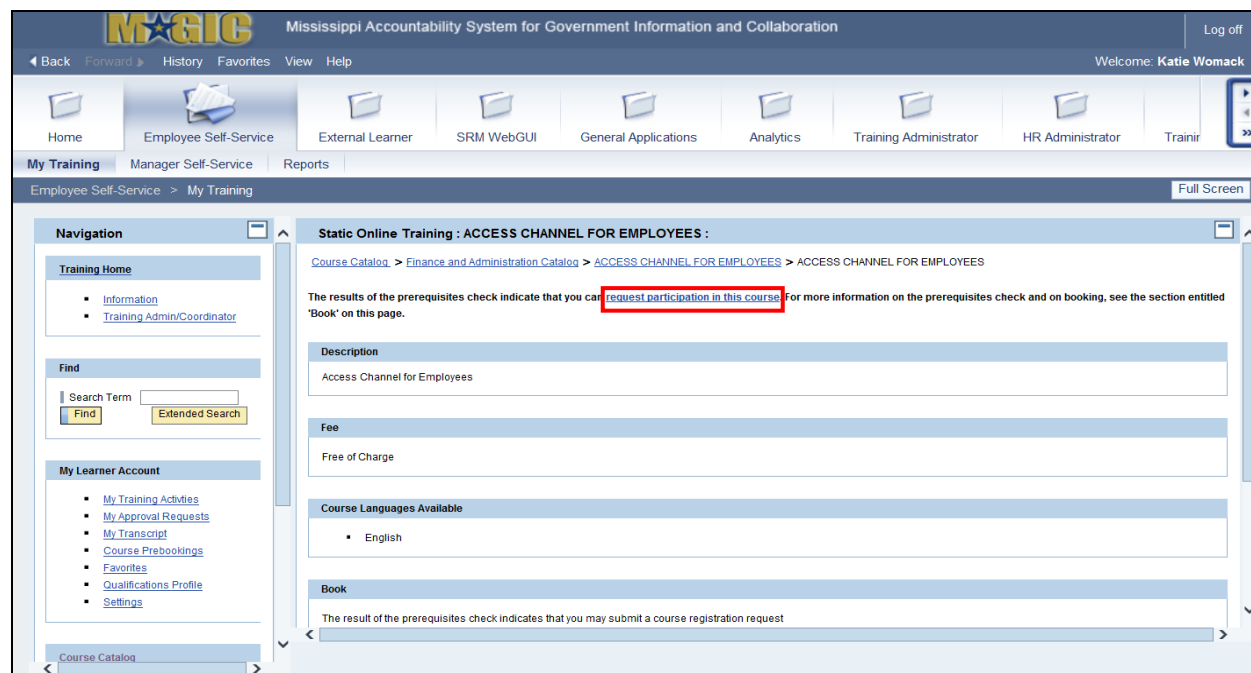 MAGIC Mississippi Accountability System for Government Information and Collaboration Log off
Back Forward History Favorites View Help Welcome: Katie Womack
Home Employee Self-Service External Learner SRM WebGUI General Applications Analytics Training Administrator HR Administrator Trainir
My Training Manager Self-Service Reports
Employee Self-Service > My Training Full Screen
Navigation
Training Home
Information
Training Admin/Coordinator
Find
Search Term
Find Extended Search
My Learner Account
My Training Activties
My Approval Requests
My Transcript
Course Prebookings
Favorites
Qualifications Profile
Settings
Course Catalog
Static Online Training : ACCESS CHANNEL FOR EMPLOYEES :
Course Catalog > Finance and Administration Catalog > ACCESS CHANNEL FOR EMPLOYEES > ACCESS CHANNEL FOR EMPLOYEES
The results of the prerequisites check indicate that you can request participation in this course. For more information on the prerequisites check and on booking, see the section entitled
'Book' on this page.
Description
Access Channel for Employees
Fee
Free of Charge
Course Languages Available
English
Book
The result of the prerequisites check indicates that you may submit a course registration request